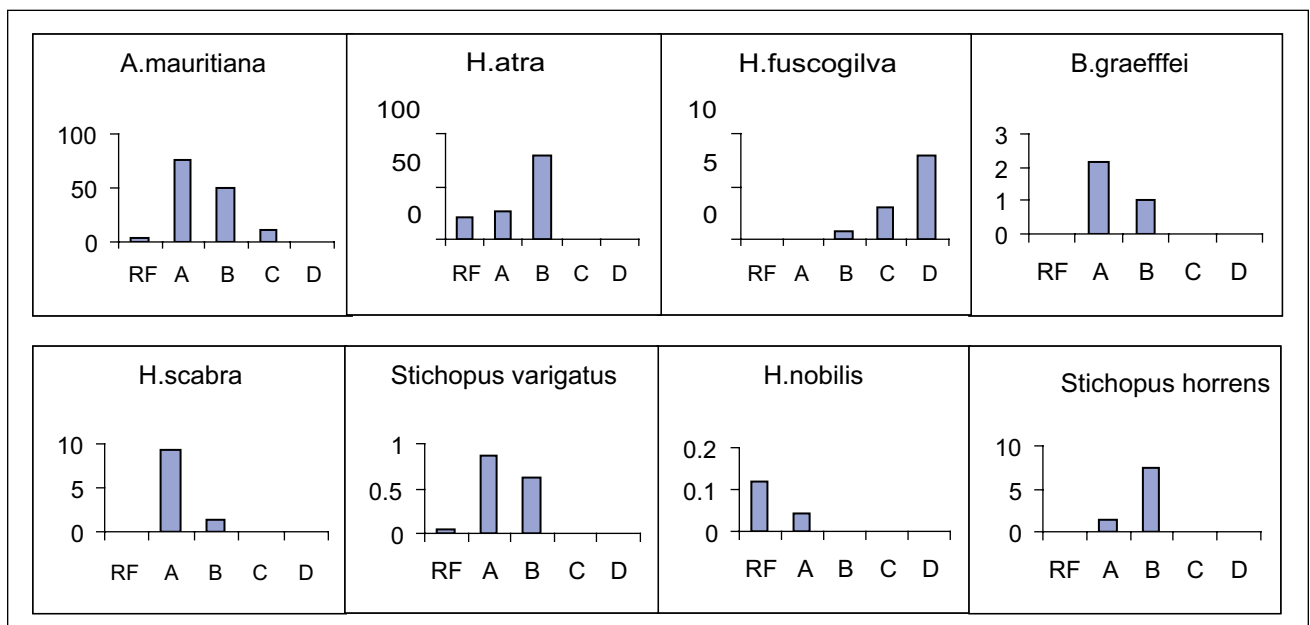 A.mauritiana
100
50
0
RF A B C D
H.atra
100
50
0
RF A B C D
H.fuscogilva
10
5
0
RF A B C D
B.graefffei
3
2
1
0
RF A B C D
H.scabra
10
5
0
RF A B C D
Stichopus varigatus
1
0.5
0
RF A B C D
H.nobilis
0.2
0.1
0
RF A B C D
Stichopus horrens
10
5
0
RF A B C D